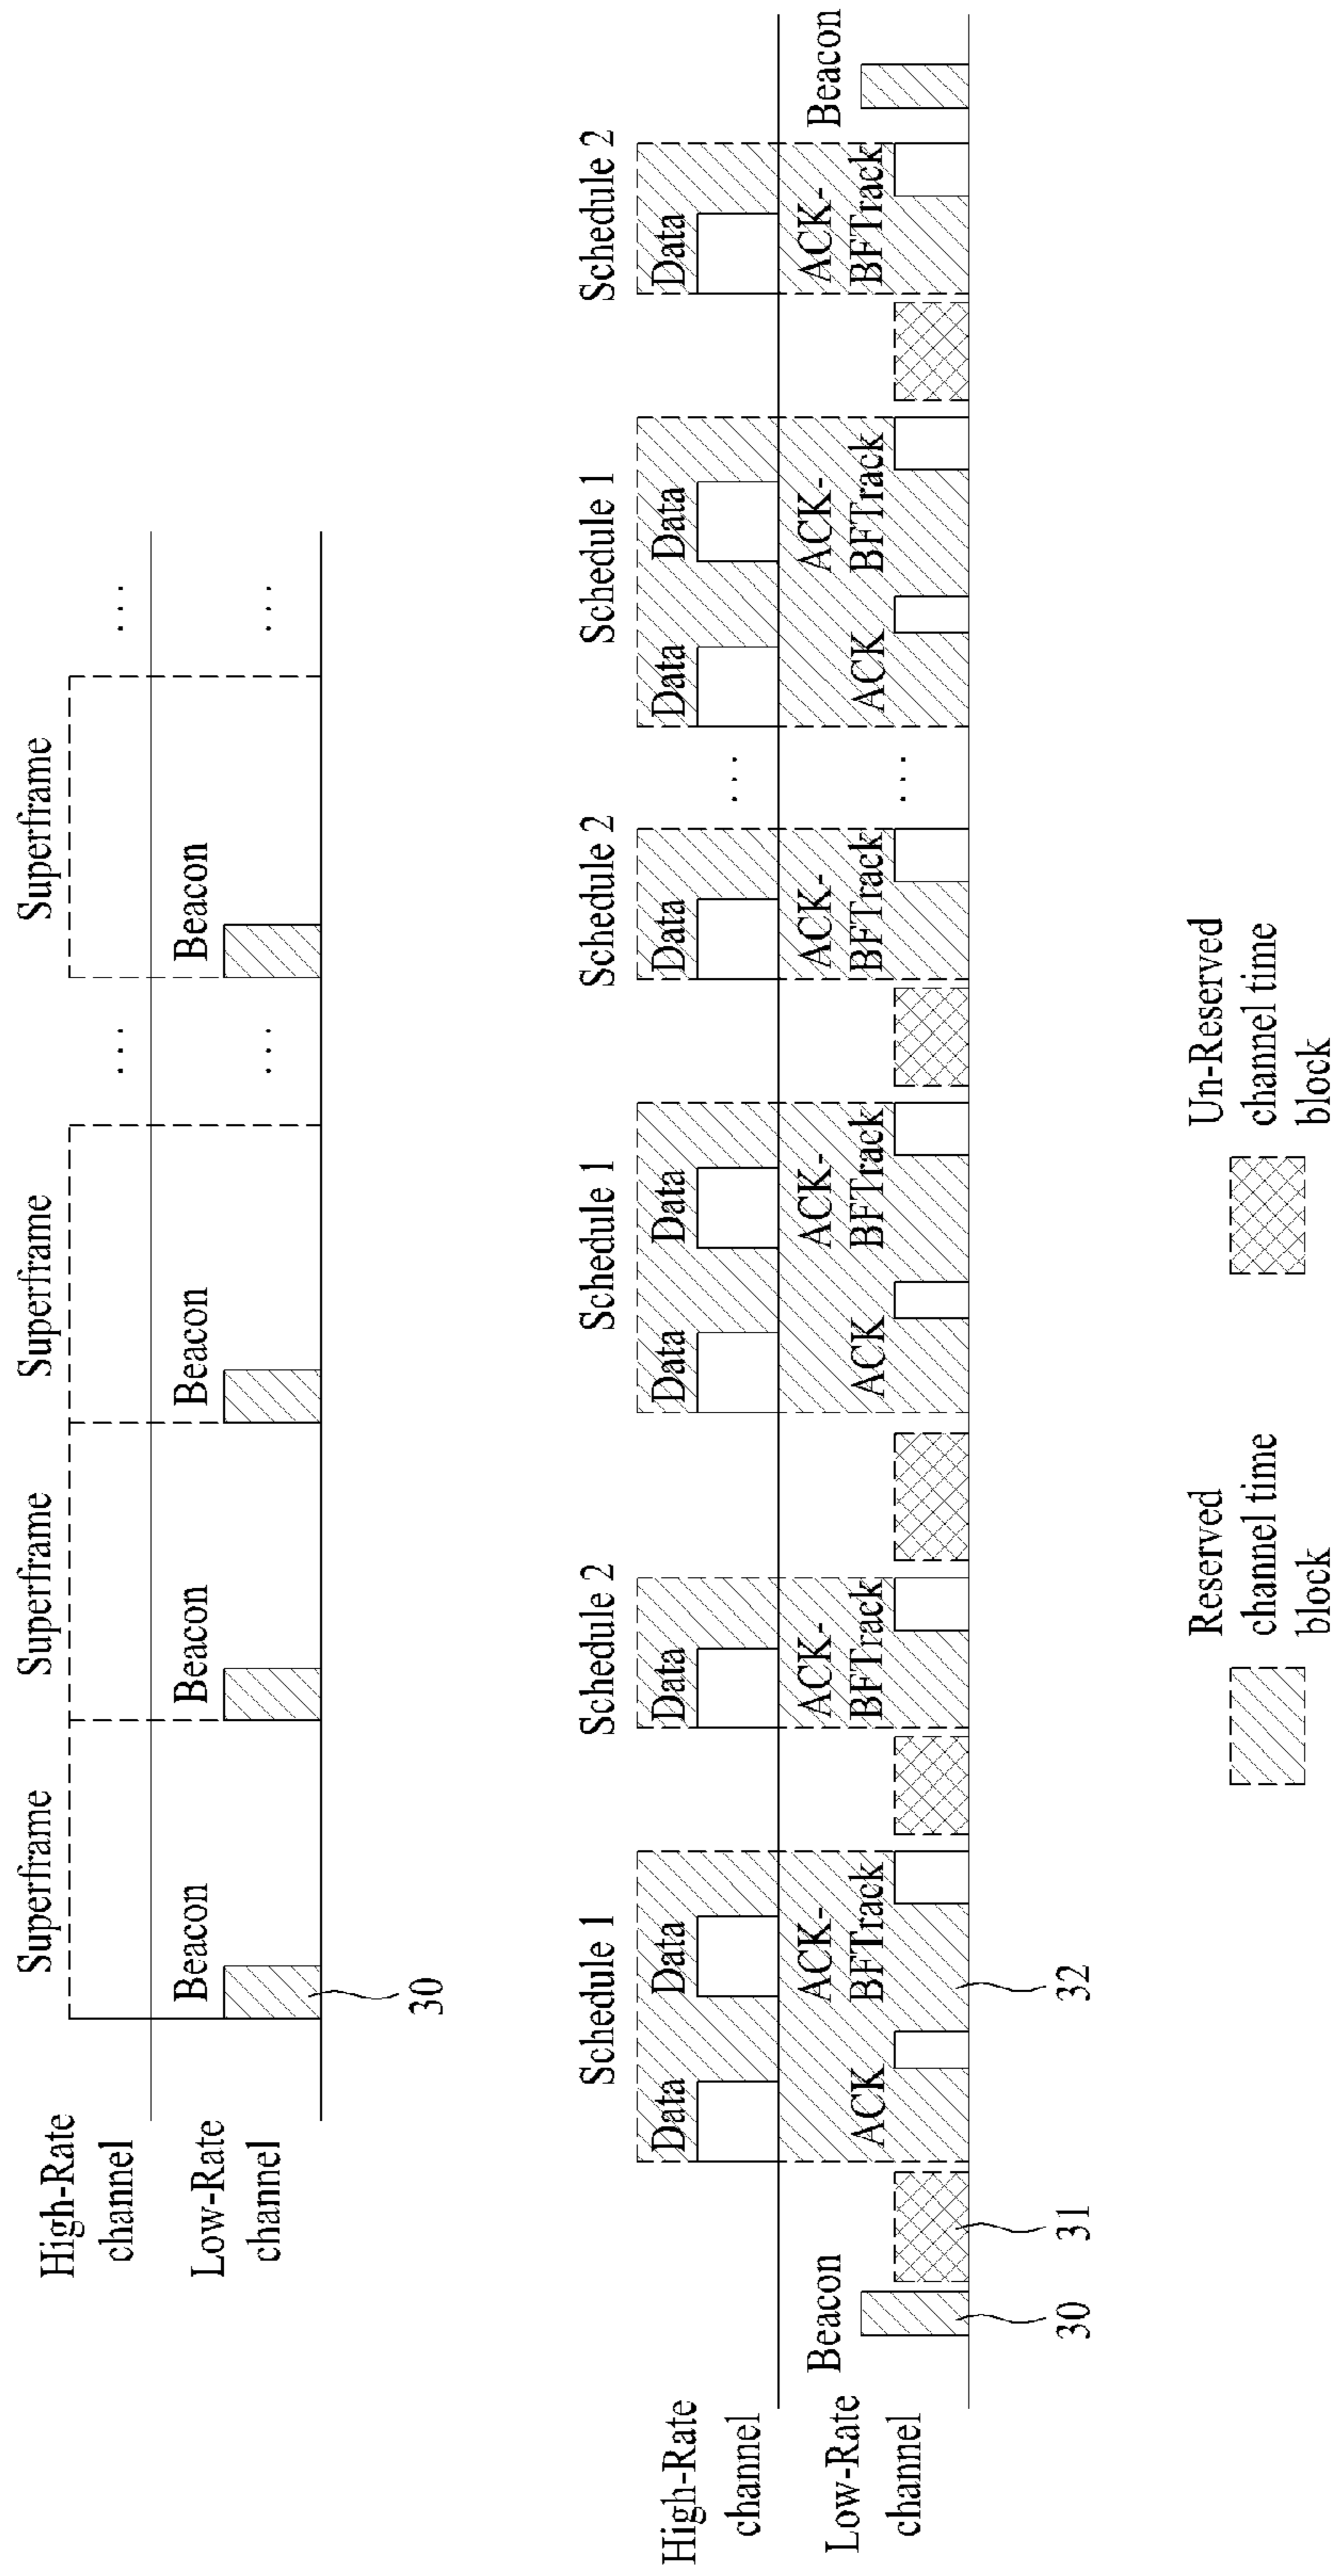 High-Rate
channel
Low-Rate
channel
Superframe
Superframe
Superframe
...
Superframe
...
Beacon
Beacon
Beacon
...
Beacon
...
30
High-Rate
channel
Low-Rate
channel
Schedule 1
Schedule 2
Schedule 1
Schedule 2
Schedule 1
Schedule 2
Data
Data
Data
Data
Data
Data
...
Data
Data
Data
Beacon
ACK
ACK-
BFTrack
ACK-
BFTrack
ACK
ACK-
BFTrack
ACK-
BFTrack
...
ACK
ACK-
BFTrack
ACK-
BFTrack
Beacon
30
31
32
Reserved
channel time
block
Un-Reserved
channel time
block